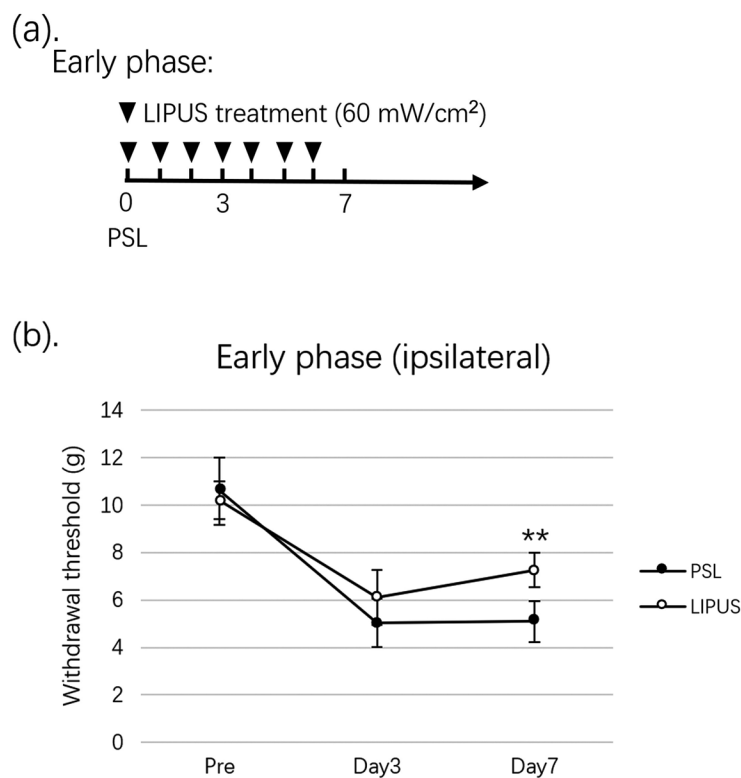 (a).
Early phase:
LIPUS treatment (60 mW/cm²)
0 3 7
PSL
(b).
Early phase (ipsilateral)
14
12
10
8
6
4
2
0
Withdrawal threshold (g)
**
Pre Day3 Day7
PSL
LIPUS